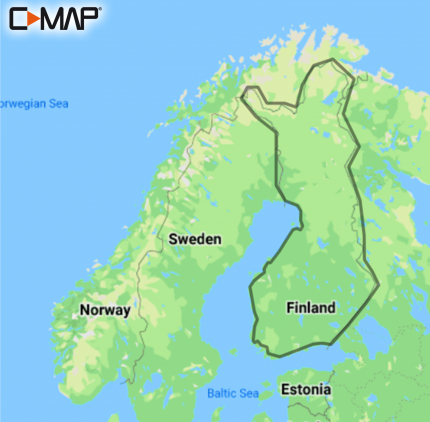 C-MAP®
orwegian Sea
Sweden
Norway
Finland
Baltic Sea
Estonia